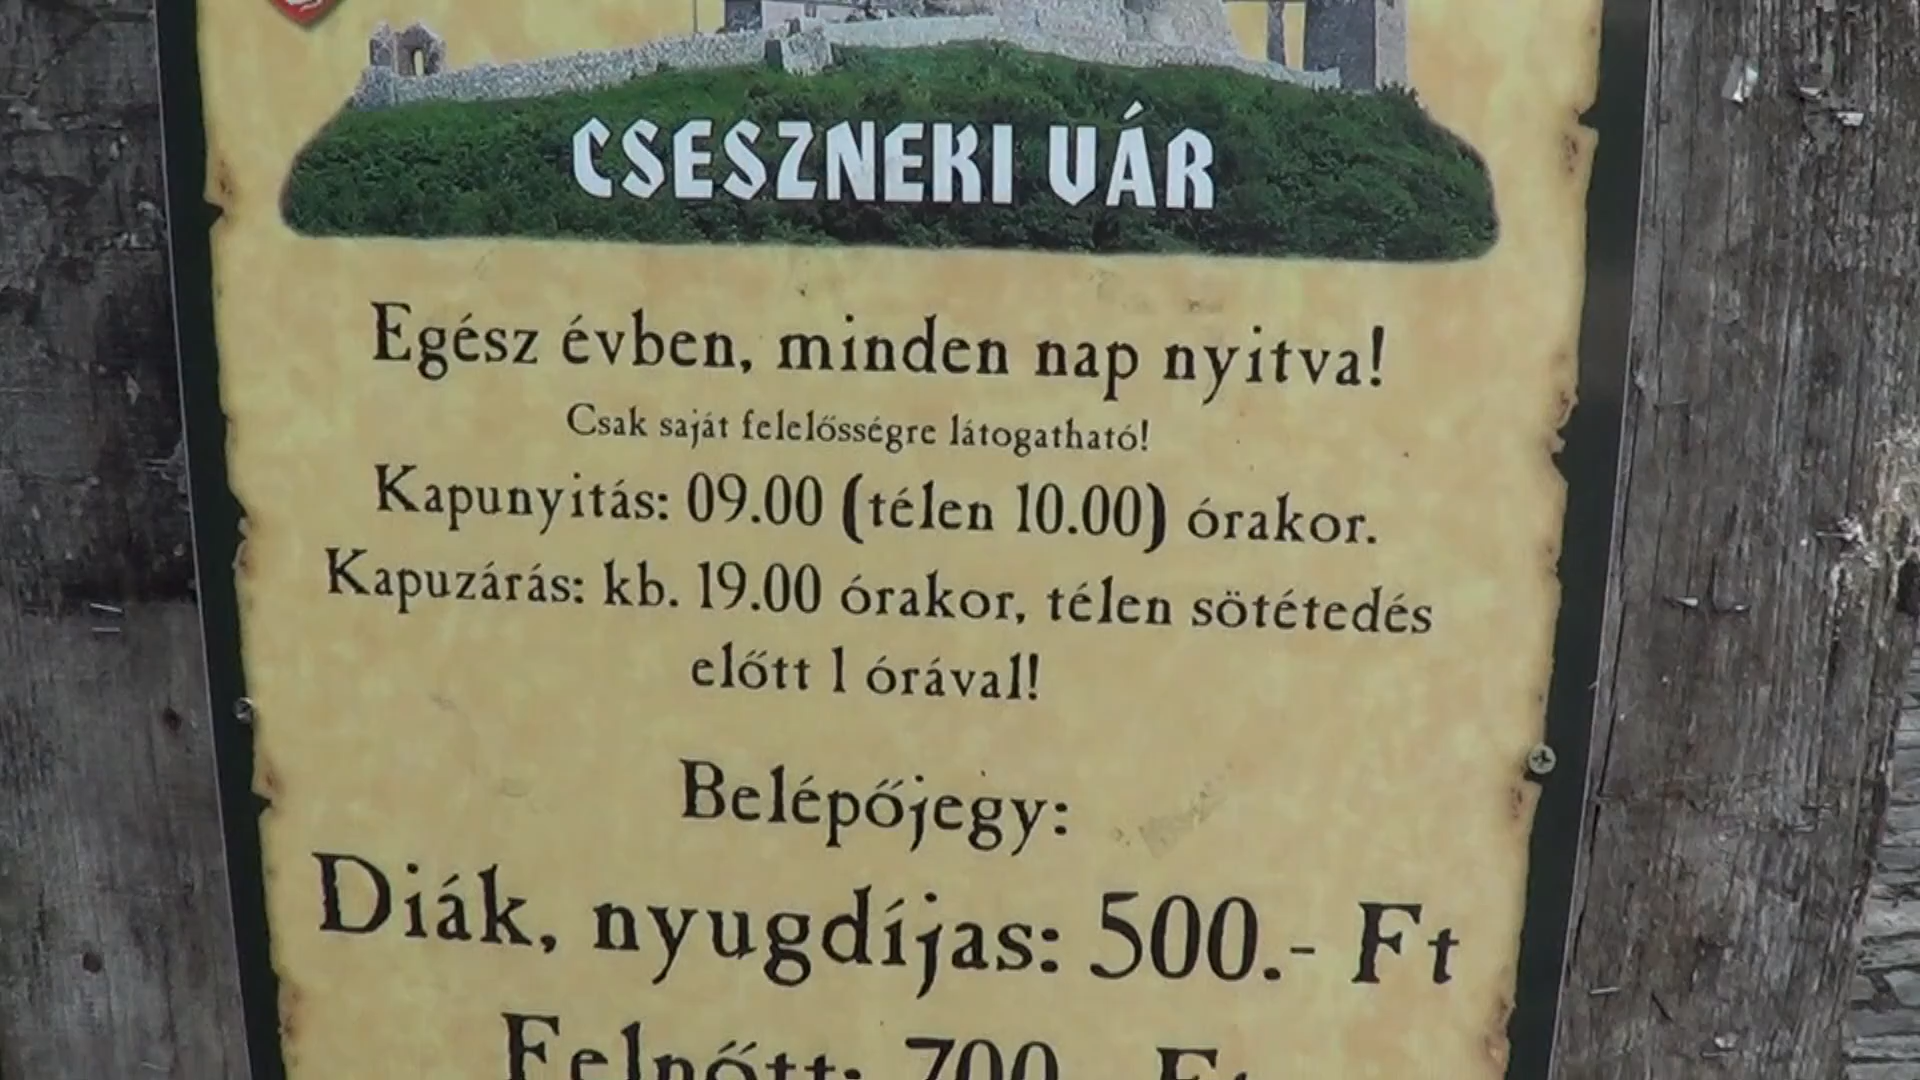 CSESZNEKI VÁR
Egész évben, minden nap nyitva!
Csak saját felelősségre látogatható!
Kapunyitás: 09.00 (télen 10.00) órakor.
Kapuzárás: kb. 19.00 órakor, télen sötétedés
előtt 1 órával!
Belépőjegy:
Diák, nyugdíjas: 500.- Ft
Felnőtt: 700.- Ft